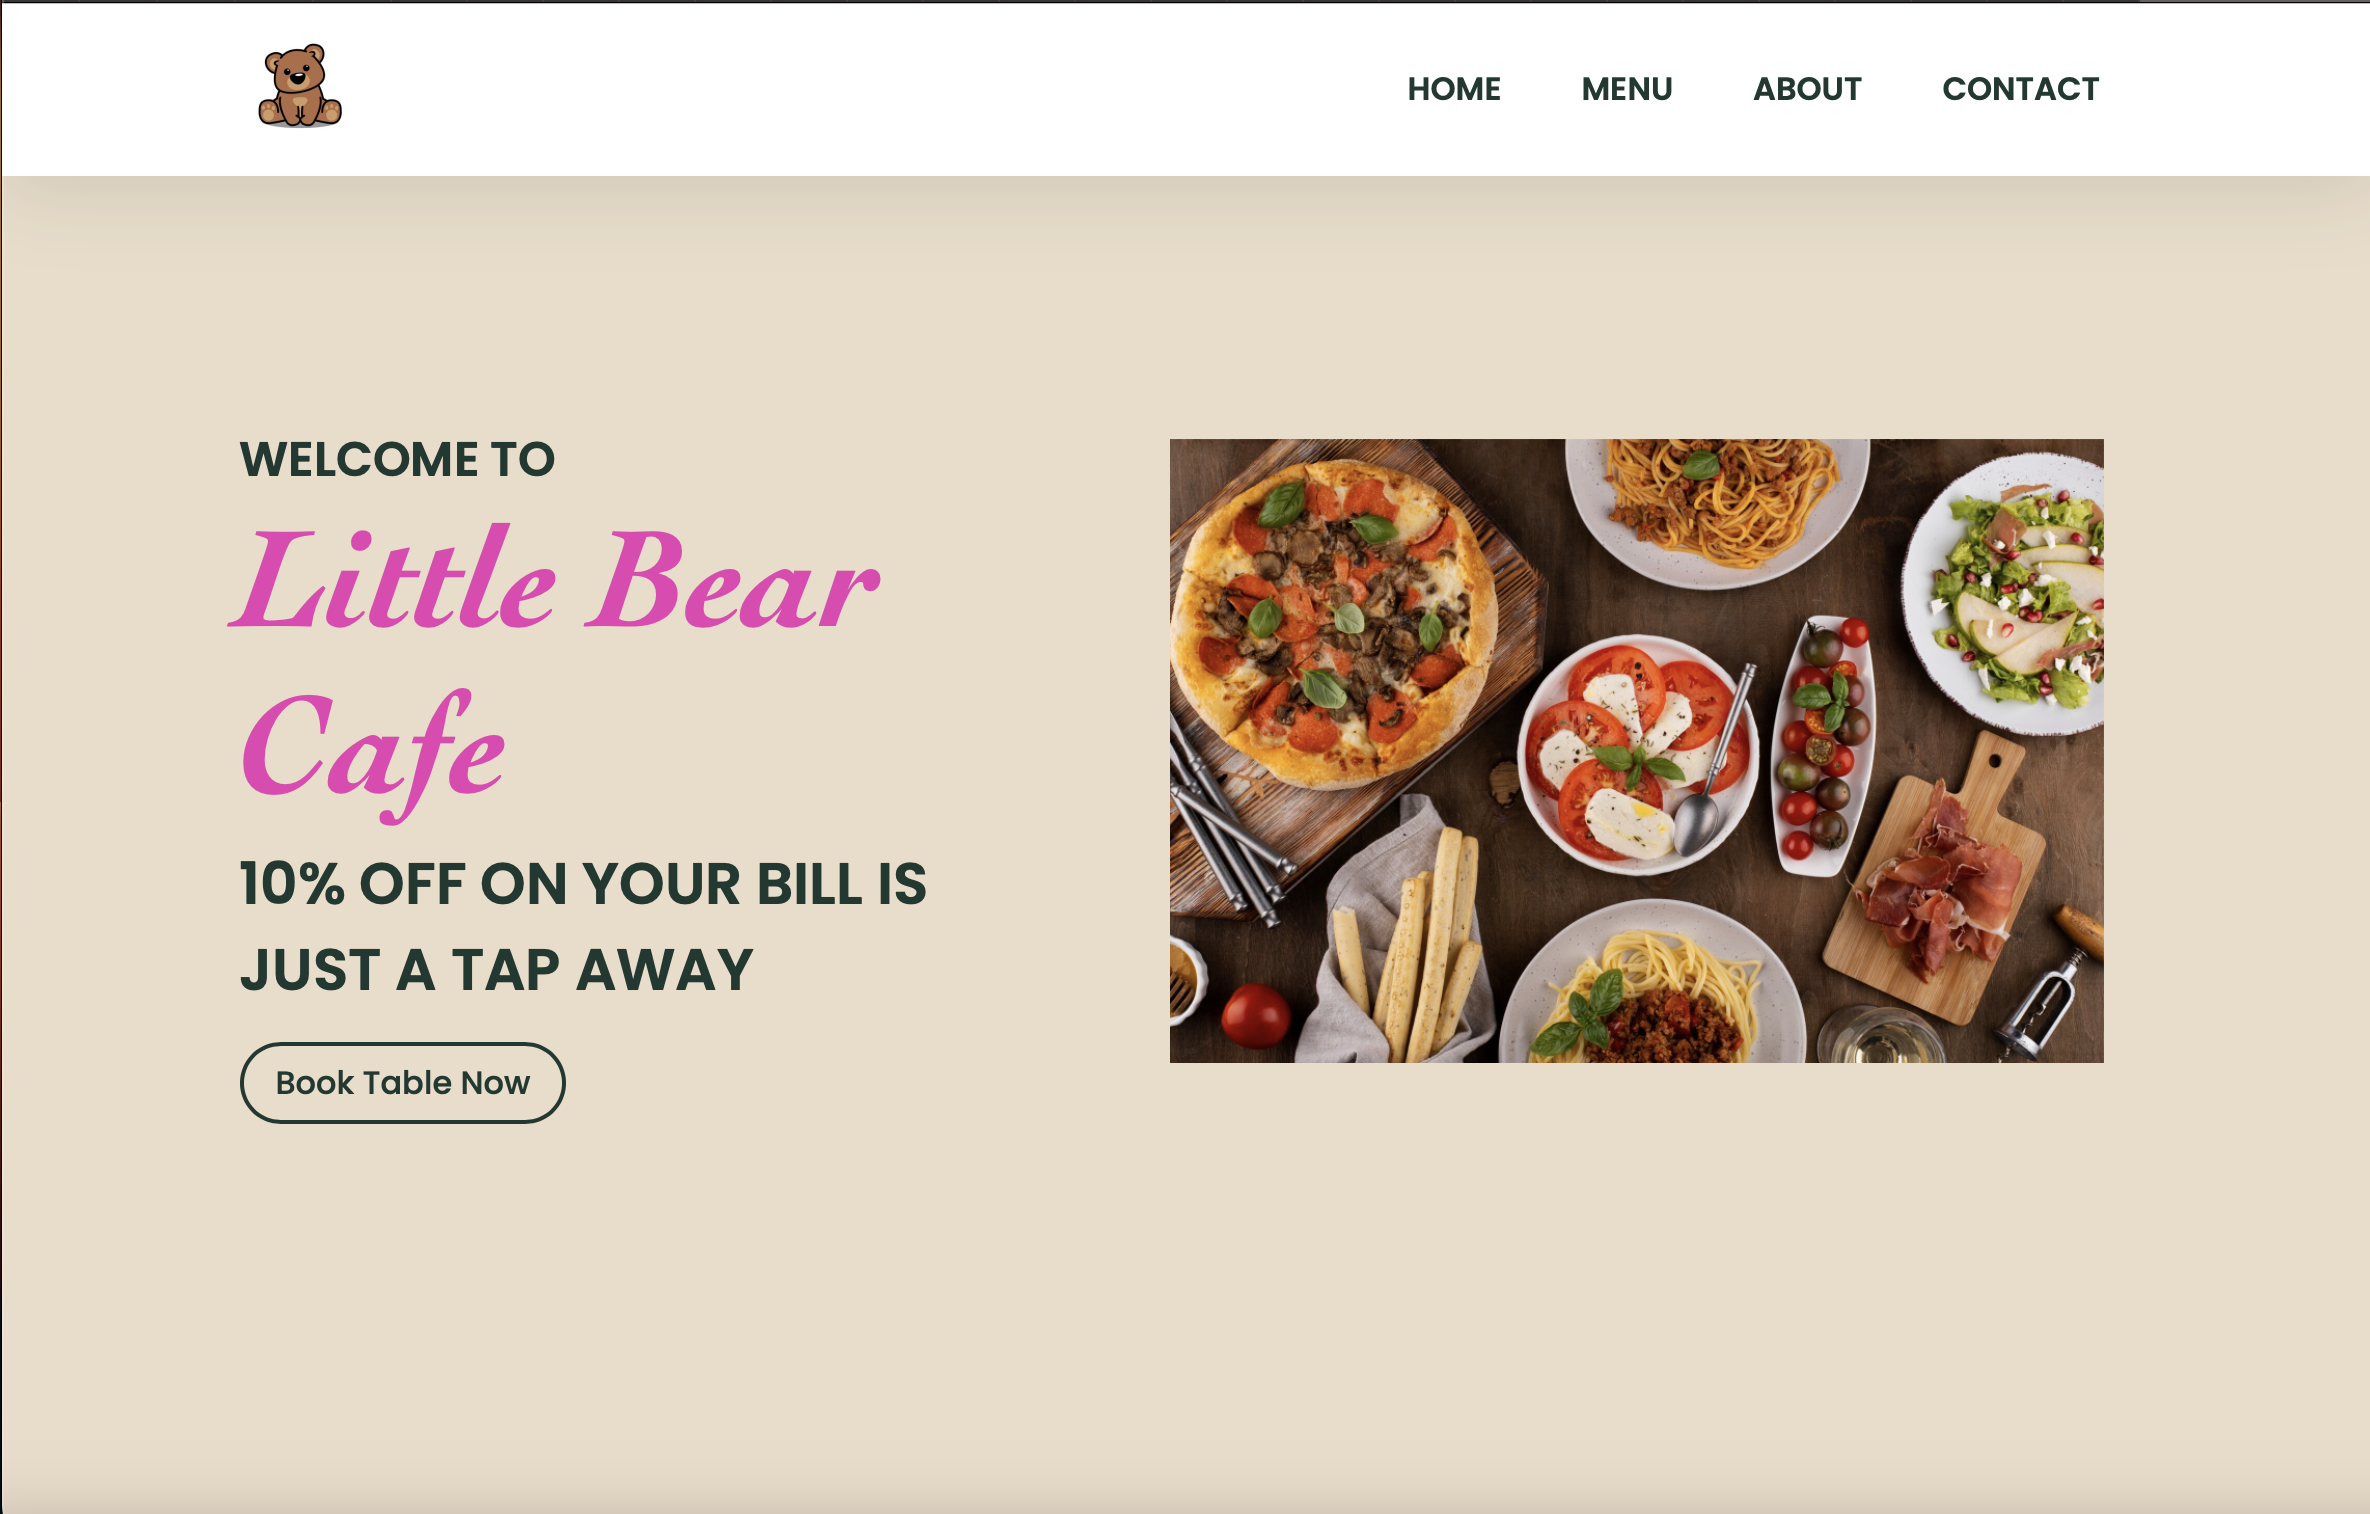 HOME MENU ABOUT CONTACT
WELCOME TO
Little Bear
Cafe
10% OFF ON YOUR BILL IS
JUST A TAP AWAY
Book Table Now